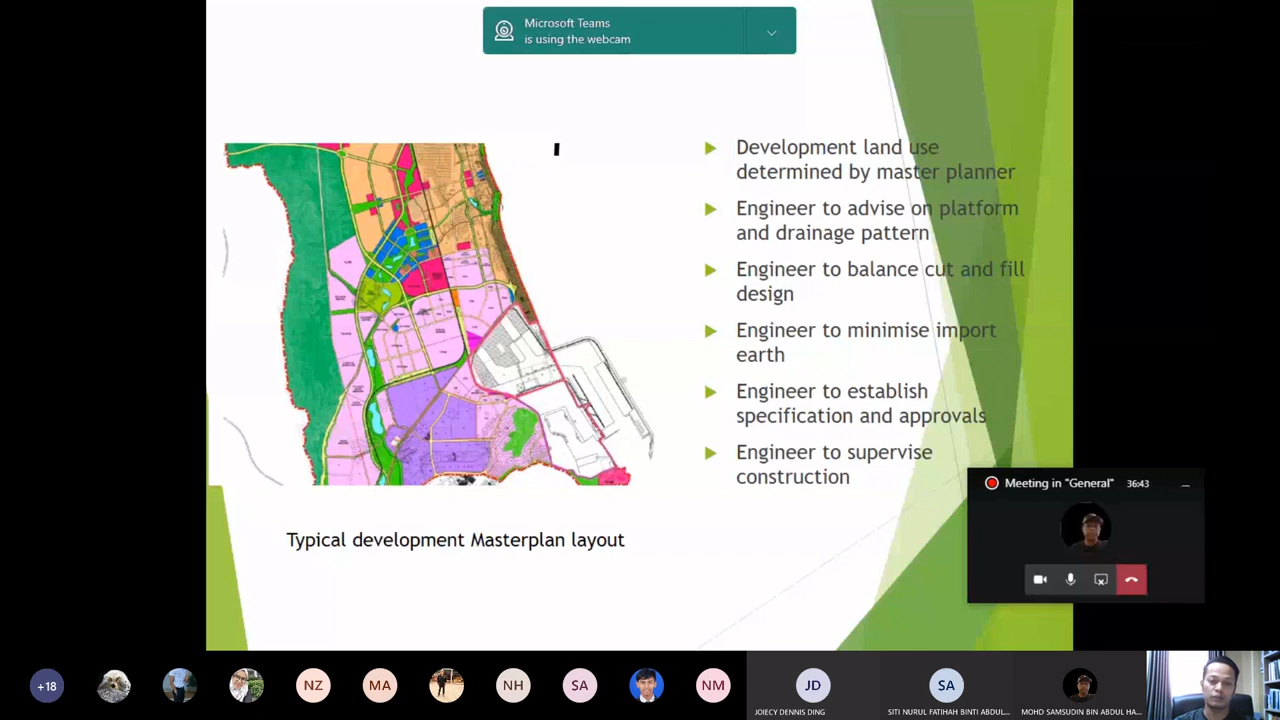 Microsoft Teams
is using the webcam
Development land use
determined by master planner
Engineer to advise on platform
and drainage pattern
Engineer to balance cut and fill
design
Engineer to minimise import
earth
Engineer to establish
specification and approvals
Engineer to supervise
construction
Typical development Masterplan layout
Meeting in "General" 36:43
+18
NZ
MA
NH
SA
NM
JD
JOIECY DENNIS DING
SA
SITI NURUL FATIHAH BINTI ABDUL...
MOHD SAMSUDIN BIN ABDUL HA...